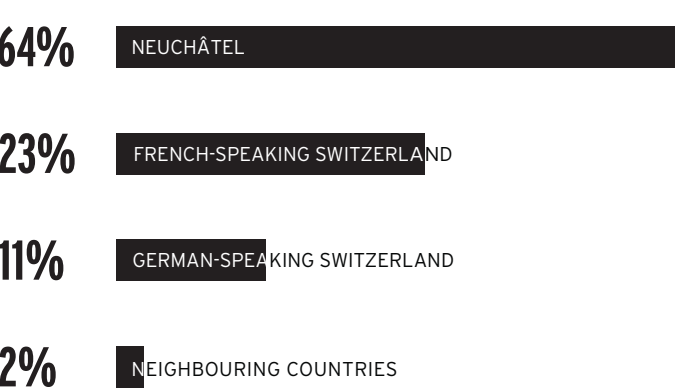 64% NEUCHÂTEL
23% FRENCH-SPEAKING SWITZERLAND
11% GERMAN-SPEAKING SWITZERLAND
2% NEIGHBOURING COUNTRIES